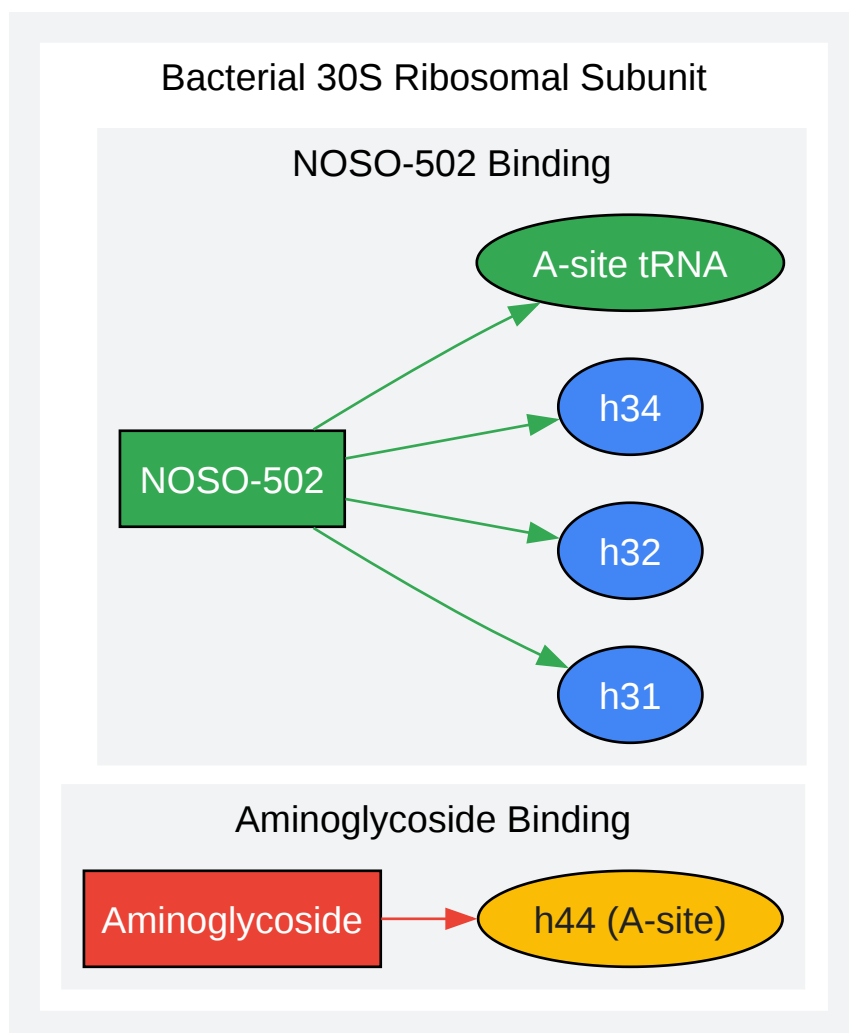 Bacterial 30S Ribosomal Subunit
NOSO-502 Binding
A-site tRNA
h34
NOSO-502
h32
h31
Aminoglycoside Binding
Aminoglycoside
h44 (A-site)